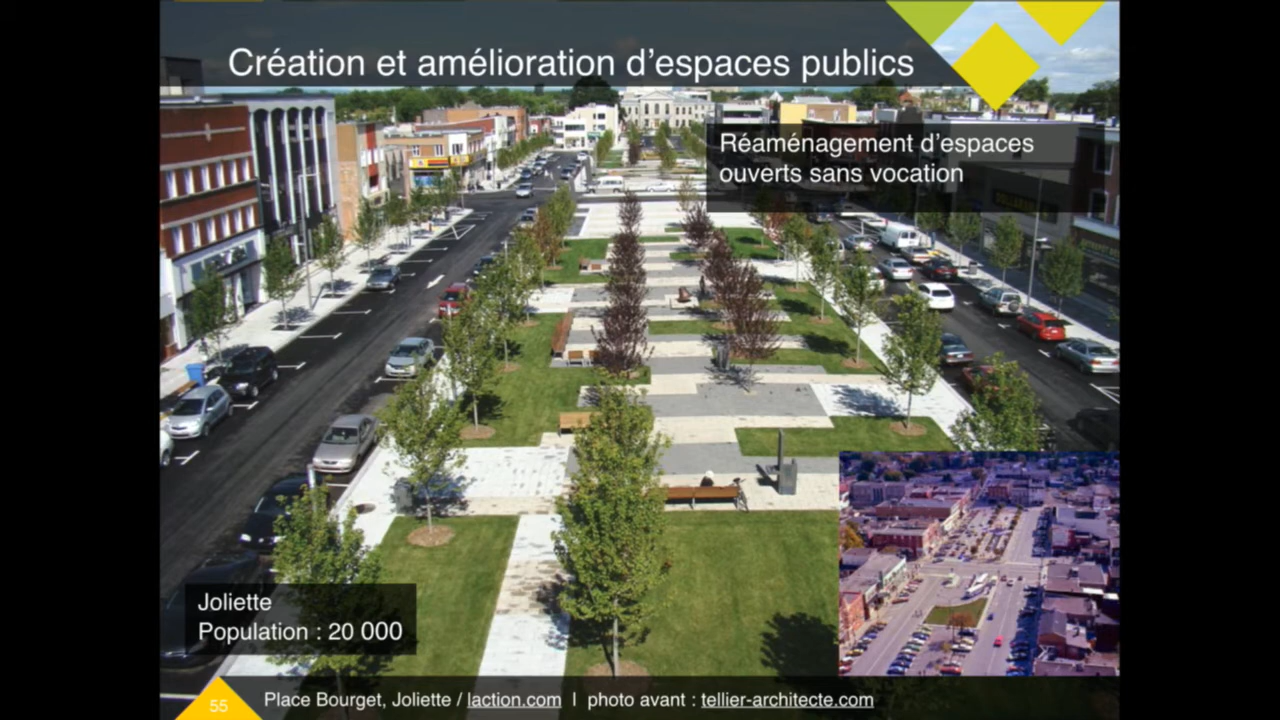 Création et amélioration d'espaces publics
Réaménagement d'espaces
ouverts sans vocation
Joliette
Population : 20 000
55
Place Bourget, Joliette / laction.com l photo avant : tellier-architecte.com